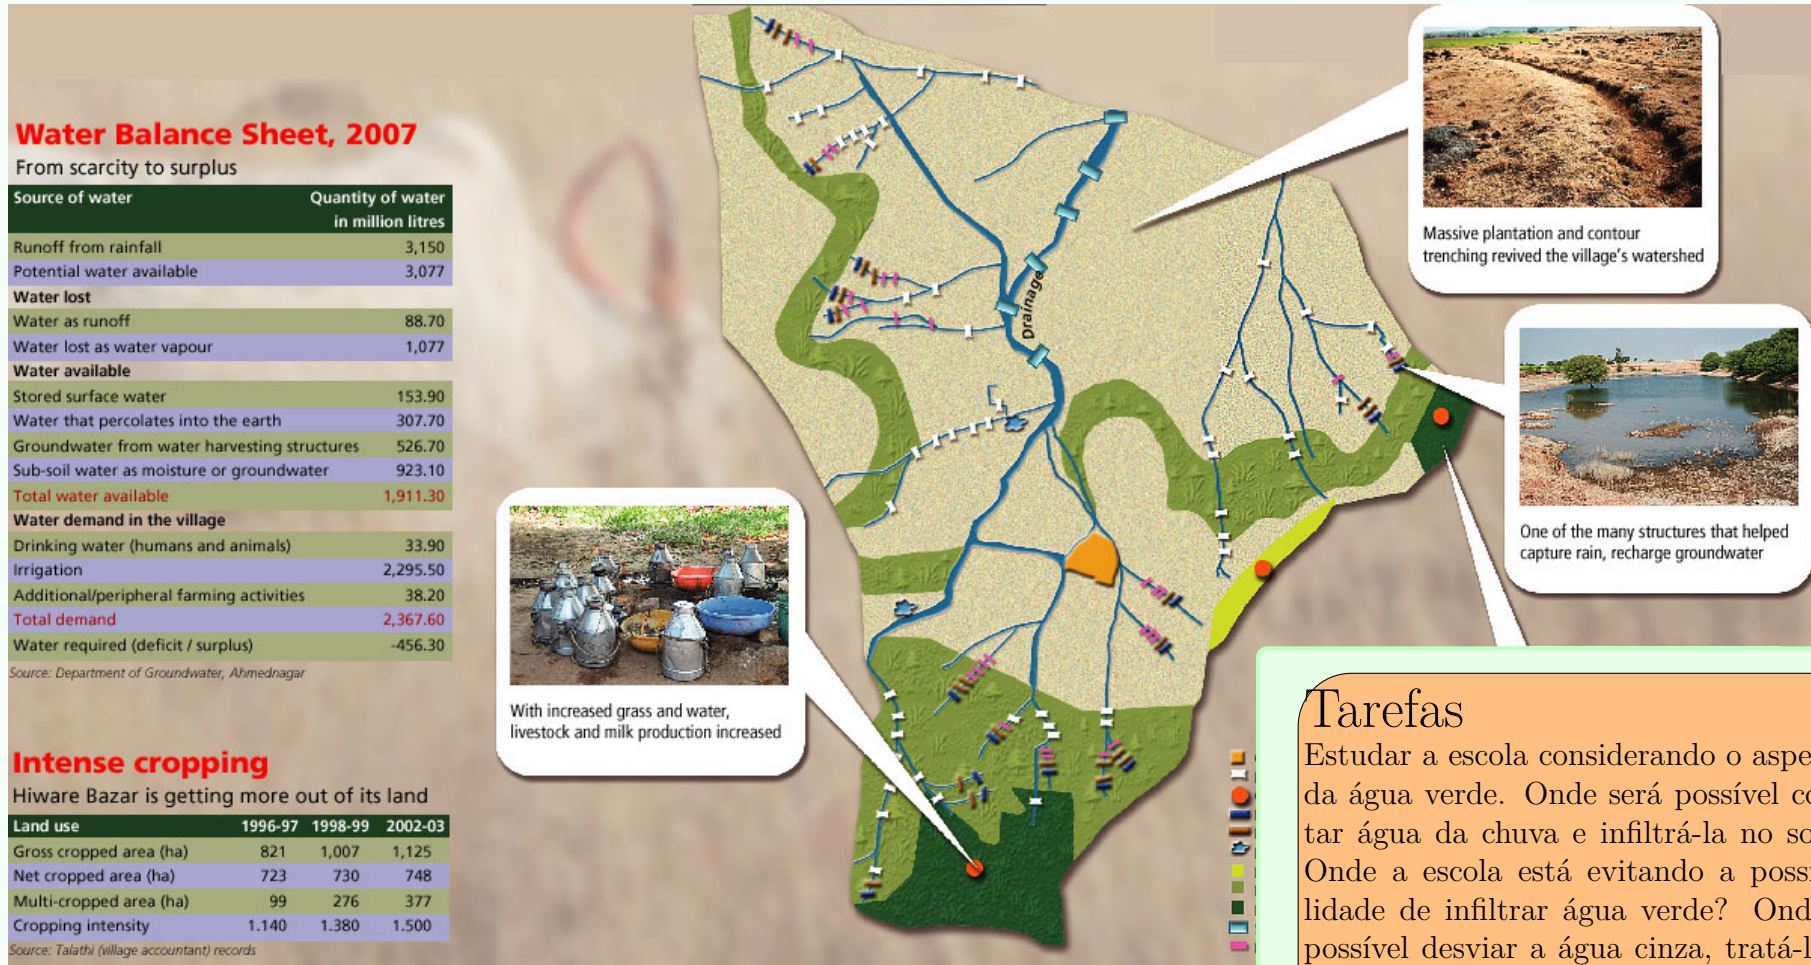 Water Balance Sheet, 2007
From scarcity to surplus
Source of water Quantity of water
in million litres
Runoff from rainfall 3,150
Potential water available 3,077
Water lost
Water as runoff 88.70
Water lost as water vapour 1,077
Water available
Stored surface water 153.90
Water that percolates into the earth 307.70
Groundwater from water harvesting structures 526.70
Sub-soil water as moisture or groundwater 923.10
Total water available 1,911.30
Water demand in the village
Drinking water (humans and animals) 33.90
Irrigation 2,295.50
Additional/peripheral farming activities 38.20
Total demand 2,367.60
Water required (deficit / surplus) -456.30
Source: Department of Groundwater, Ahmednagar
Intense cropping
Hiware Bazar is getting more out of its land
Land use 1996-97 1998-99 2002-03
Gross cropped area (ha) 821 1,007 1,125
Net cropped area (ha) 723 730 748
Multi-cropped area (ha) 99 276 377
Cropping intensity 1.140 1.380 1.500
Source: Talathi (village accountant) records
With increased grass and water,
livestock and milk production increased
Drainage
Massive plantation and contour
trenching revived the village's watershed
One of the many structures that helped
capture rain, recharge groundwater
Tarefas
Estudar a escola considerando o aspe
da água verde. Onde será possível co
tar água da chuva e infiltrá-la no so
Onde a escola está evitando a possi
lidade de infiltrar água verde? Ond
possível desviar a água cinza, tratá-l